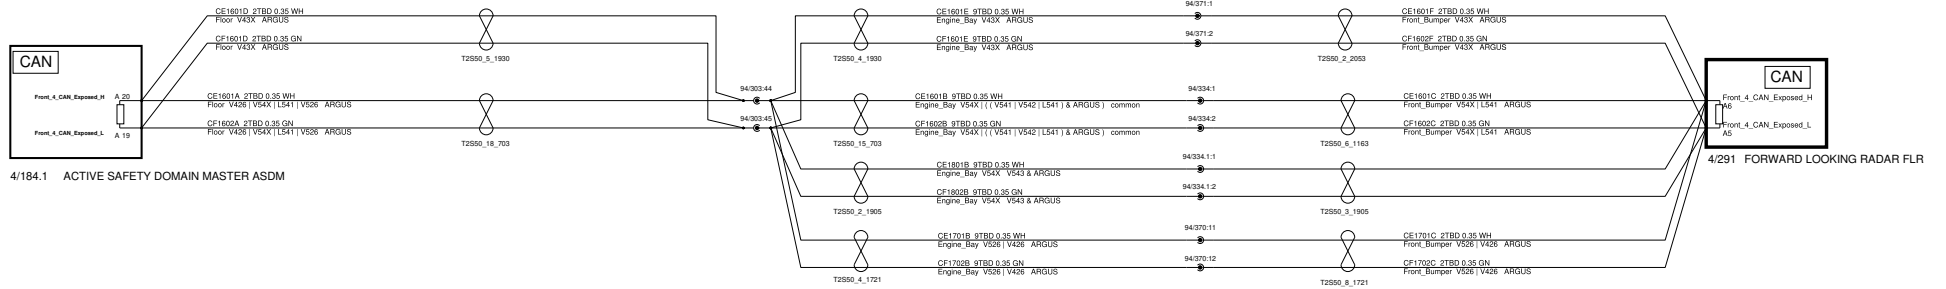 CE1601D 2TBD 0.35 WH
Floor V43X ARGUS
CF1601D 2TBD 0.35 GN
Floor V43X ARGUS
T2S50_5_1930
CE1601E 9TBD 0.35 WH
Engine_Bay V43X ARGUS
CF1601E 9TBD 0.35 GN
Engine_Bay V43X ARGUS
T2S50_4_1930
94/371:1
94/371:2
CE1601F 2TBD 0.35 WH
Front_Bumper V43X ARGUS
CF1602F 2TBD 0.35 GN
Front_Bumper V43X ARGUS
T2S50_2_2053
CAN
Front_4_CAN_Exposed_H
A 20
Front_4_CAN_Exposed_L
A 19
4/184.1 ACTIVE SAFETY DOMAIN MASTER ASDM
CE1601A 2TBD 0.35 WH
Floor V426 | V54X | L541 | V526 ARGUS
CF1602A 2TBD 0.35 GN
Floor V426 | V54X | L541 | V526 ARGUS
T2S50_18_703
94/303:44
94/303:45
CE1601B 9TBD 0.35 WH
Engine_Bay V54X | ( ( V541 | V542 | L541 ) & ARGUS ) common
CF1602B 9TBD 0.35 GN
Engine_Bay V54X | ( ( V541 | V542 | L541 ) & ARGUS ) common
T2S50_15_703
94/334:1
94/334:2
CE1601C 2TBD 0.35 WH
Front_Bumper V54X | L541 ARGUS
CF1602C 2TBD 0.35 GN
Front_Bumper V54X | L541 ARGUS
T2S50_6_1163
CAN
Front_4_CAN_Exposed_H
A6
Front_4_CAN_Exposed_L
A5
4/291 FORWARD LOOKING RADAR FLR
CE1801B 9TBD 0.35 WH
Engine_Bay V54X V543 & ARGUS
CF1802B 9TBD 0.35 GN
Engine_Bay V54X V543 & ARGUS
T2S50_2_1905
94/334.1:1
94/334.1:2
T2S50_3_1905
CE1701B 9TBD 0.35 WH
Engine_Bay V526 | V426 ARGUS
CF1702B 9TBD 0.35 GN
Engine_Bay V526 | V426 ARGUS
T2S50_4_1721
94/370:11
94/370:12
CE1701C 2TBD 0.35 WH
Front_Bumper V526 | V426 ARGUS
CF1702C 2TBD 0.35 GN
Front_Bumper V526 | V426 ARGUS
T2S50_8_1721